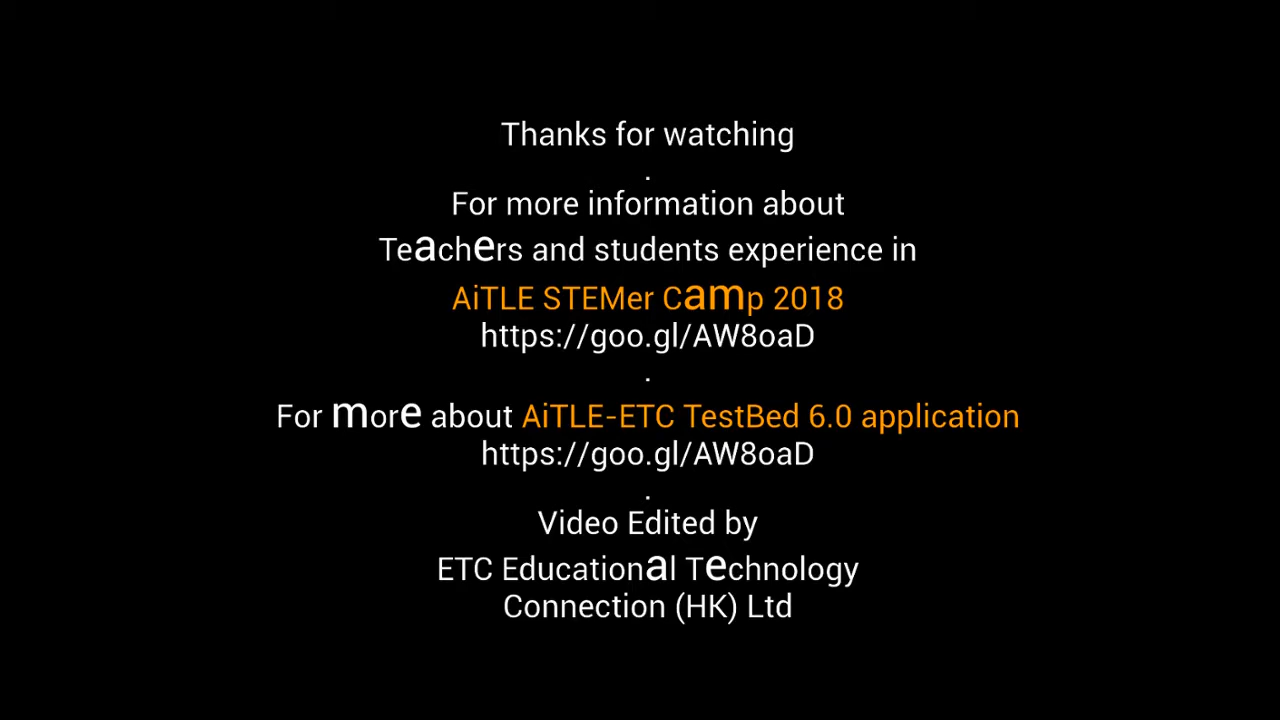 Thanks for watching
.
For more information about
Teachers and students experience in
AiTLE STEMer Camp 2018
https://goo.gl/AW8oaD
.
For more about AiTLE-ETC TestBed 6.0 application
https://goo.gl/AW8oaD
.
Video Edited by
ETC Educational Technology
Connection (HK) Ltd